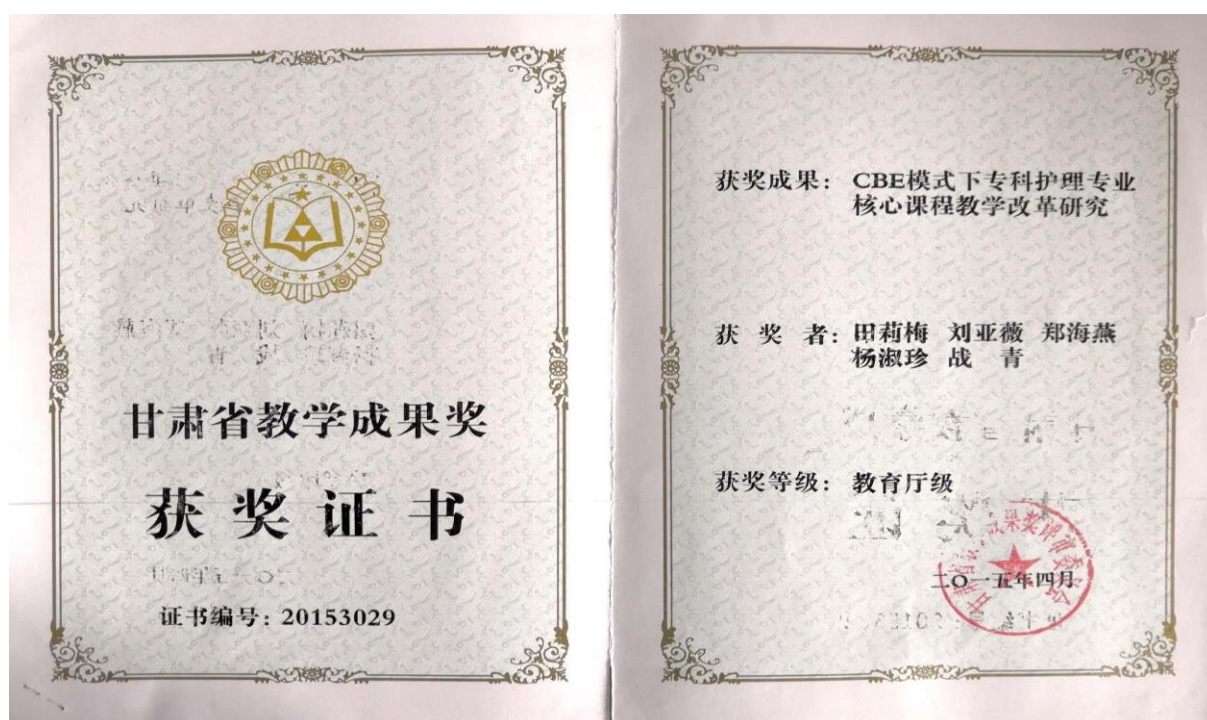 甘肃省教学成果奖
获奖证书
证书编号：20153029
获奖成果：CBE模式下专科护理专业
核心课程教学改革研究
获奖者：田莉梅 刘亚薇 郑海燕
杨淑珍 战青
获奖等级：教育厅级
二〇一五年四月